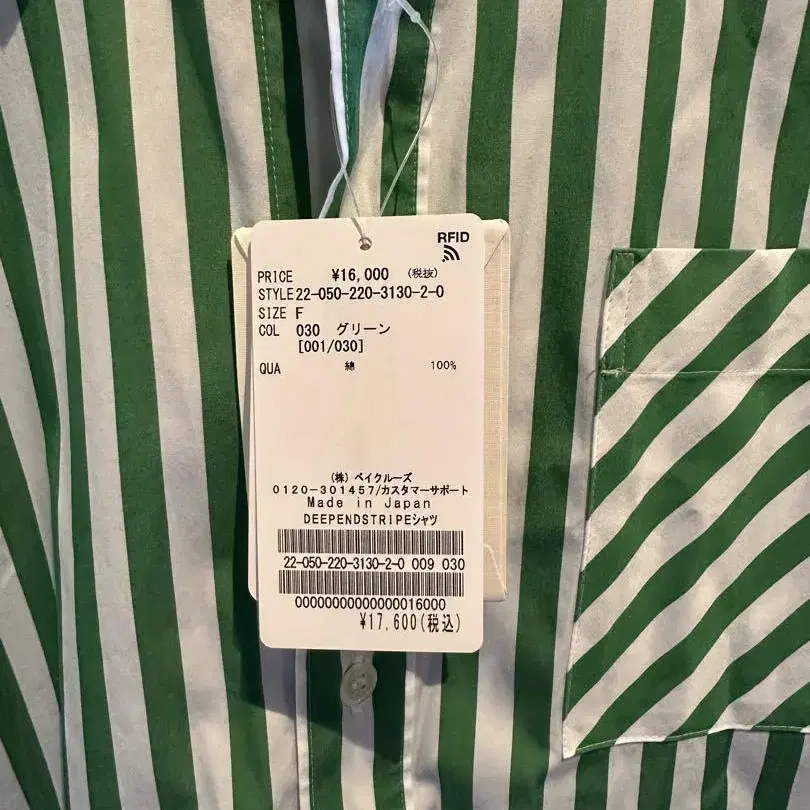 RFID
PRICE ¥16,000 (税抜)
STYLE 22-050-220-3130-2-0
SIZE F
COL 030 グリーン
[001/030]
QUA 綿 100%
(株) ベイクルーズ
0120-301457/カスタマーサポート
Made in Japan
DEEPENDSTRIPEシャツ
22-050-220-3130-2-0 009 030
00000000000000016000
¥17,600(税込)